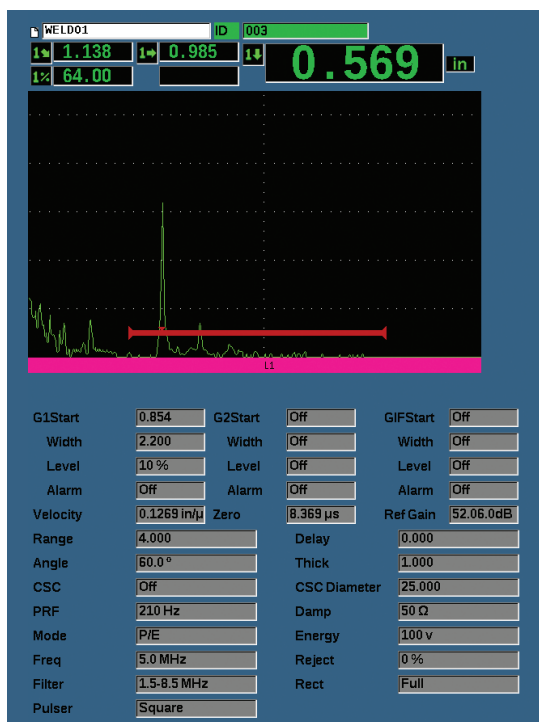 WELD01 ID 003
1 1.138 1 0.985 1 0.569 in
1% 64.00
L1
G1Start 0.854 G2Start Off GIFStart Off
Width 2.200 Width Off Width Off
Level 10 % Level Off Level Off
Alarm Off Alarm Off Alarm Off
Velocity 0.1269 in/µ Zero 8.369 µs Ref Gain 52.06.0dB
Range 4.000 Delay 0.000
Angle 60.0 º Thick 1.000
CSC Off CSC Diameter 25.000
PRF 210 Hz Damp 50 Ω
Mode P/E Energy 100 v
Freq 5.0 MHz Reject 0 %
Filter 1.5-8.5 MHz Rect Full
Pulser Square